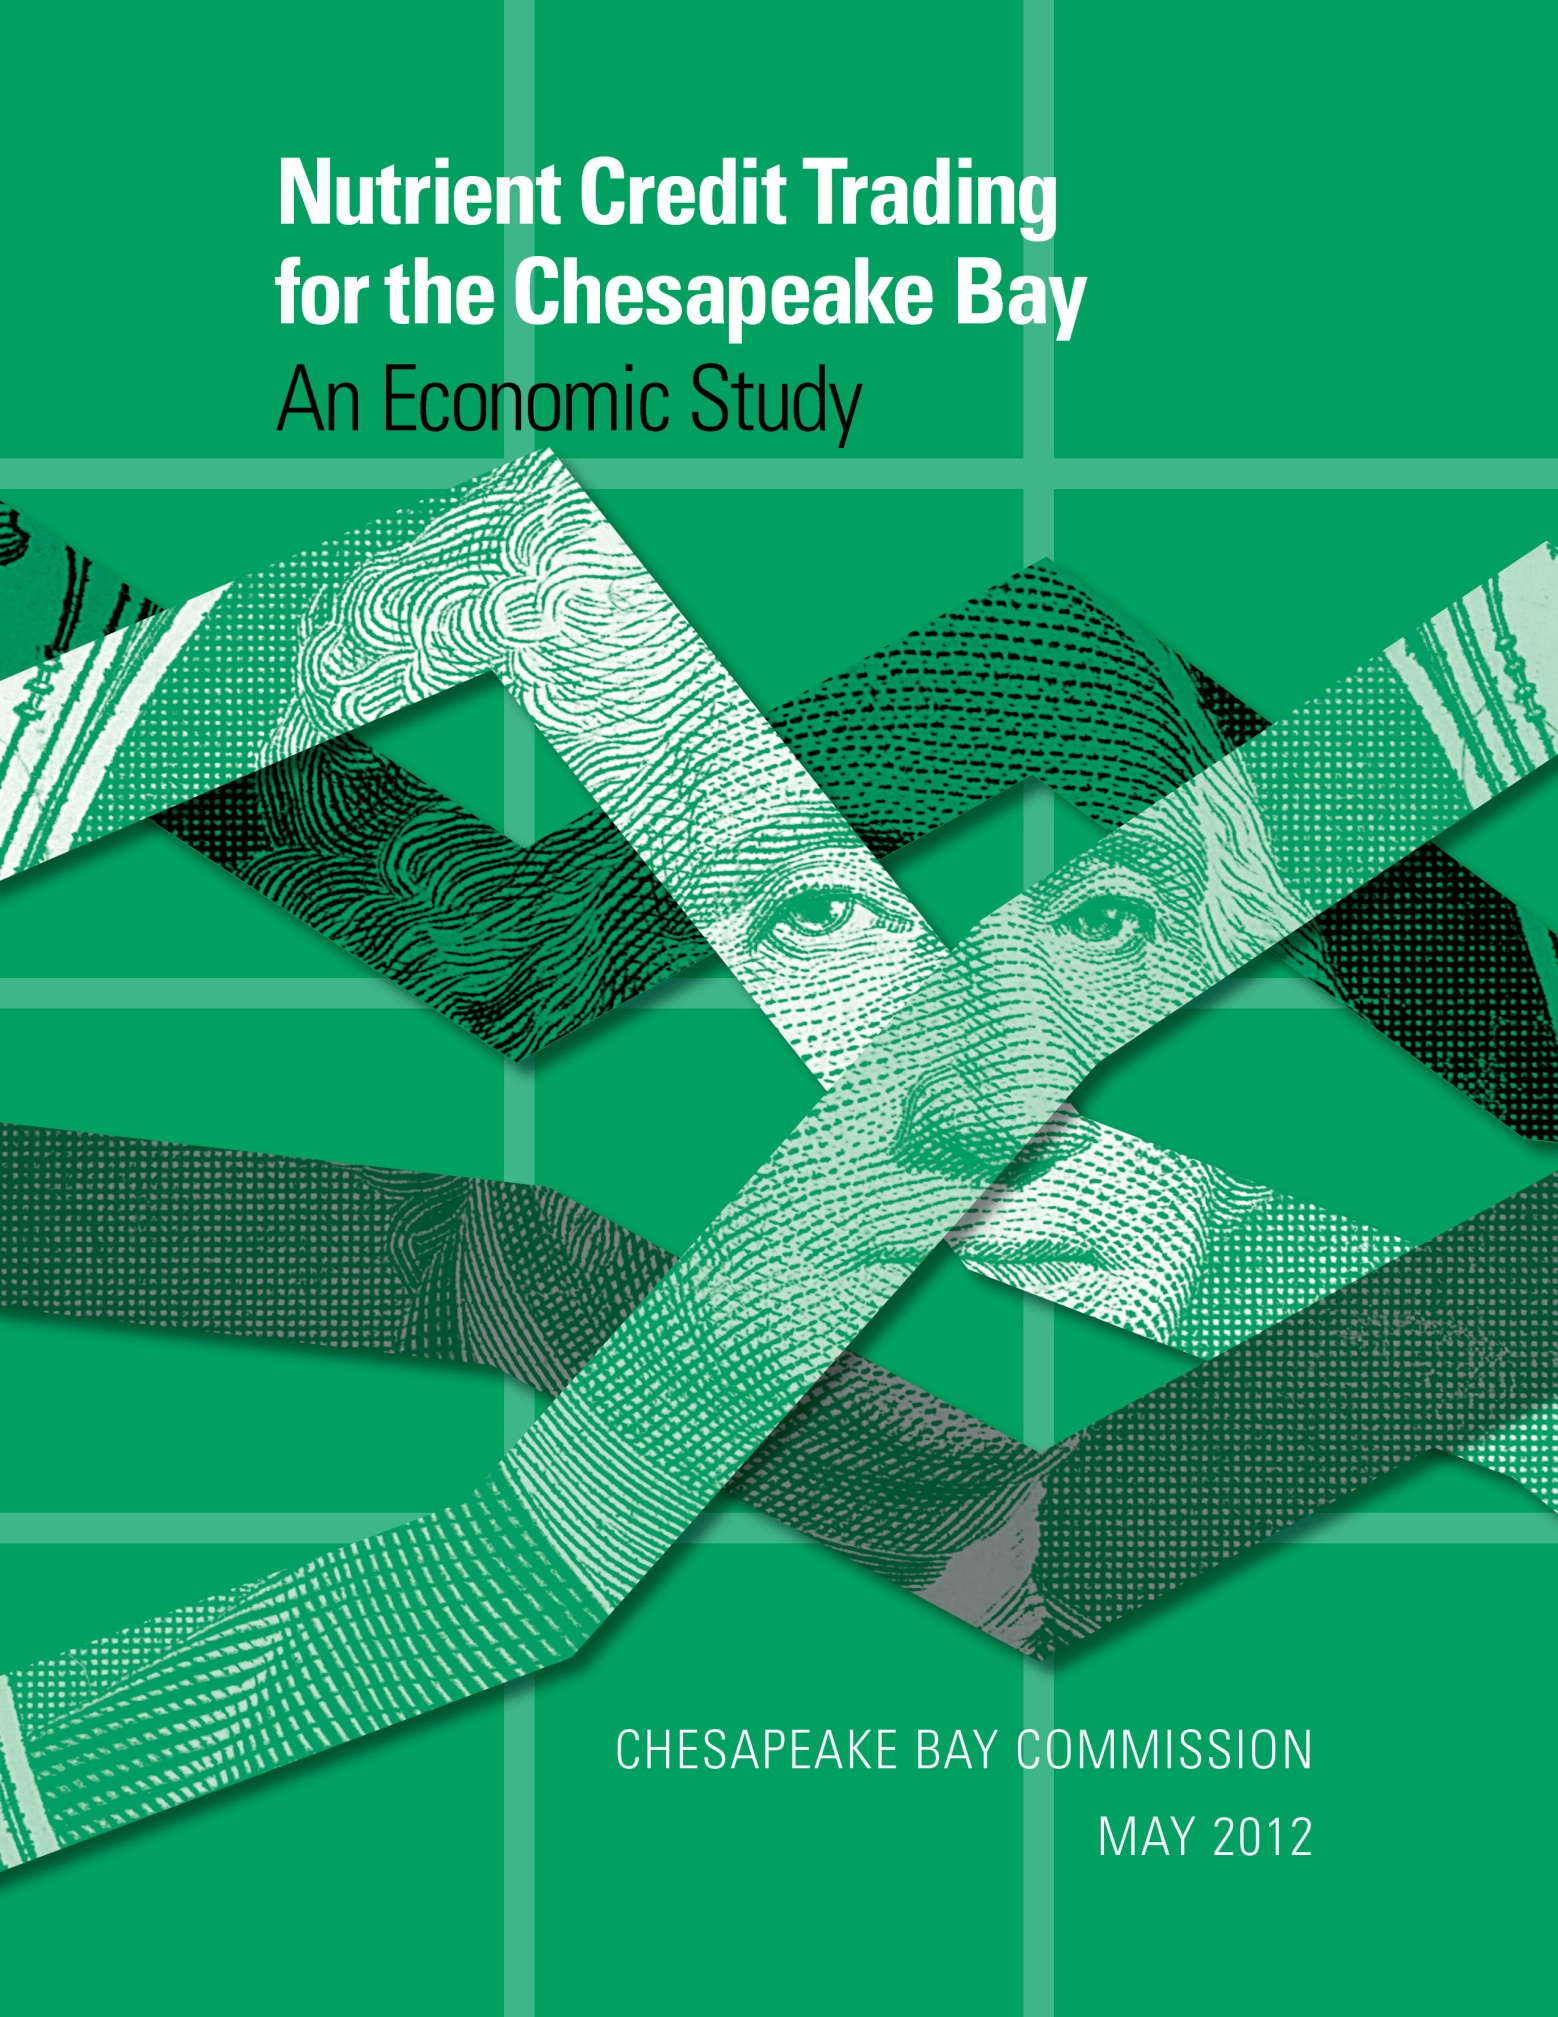 Nutrient Credit Trading
for the Chesapeake Bay
An Economic Study
CHESAPEAKE BAY COMMISSION
MAY 2012